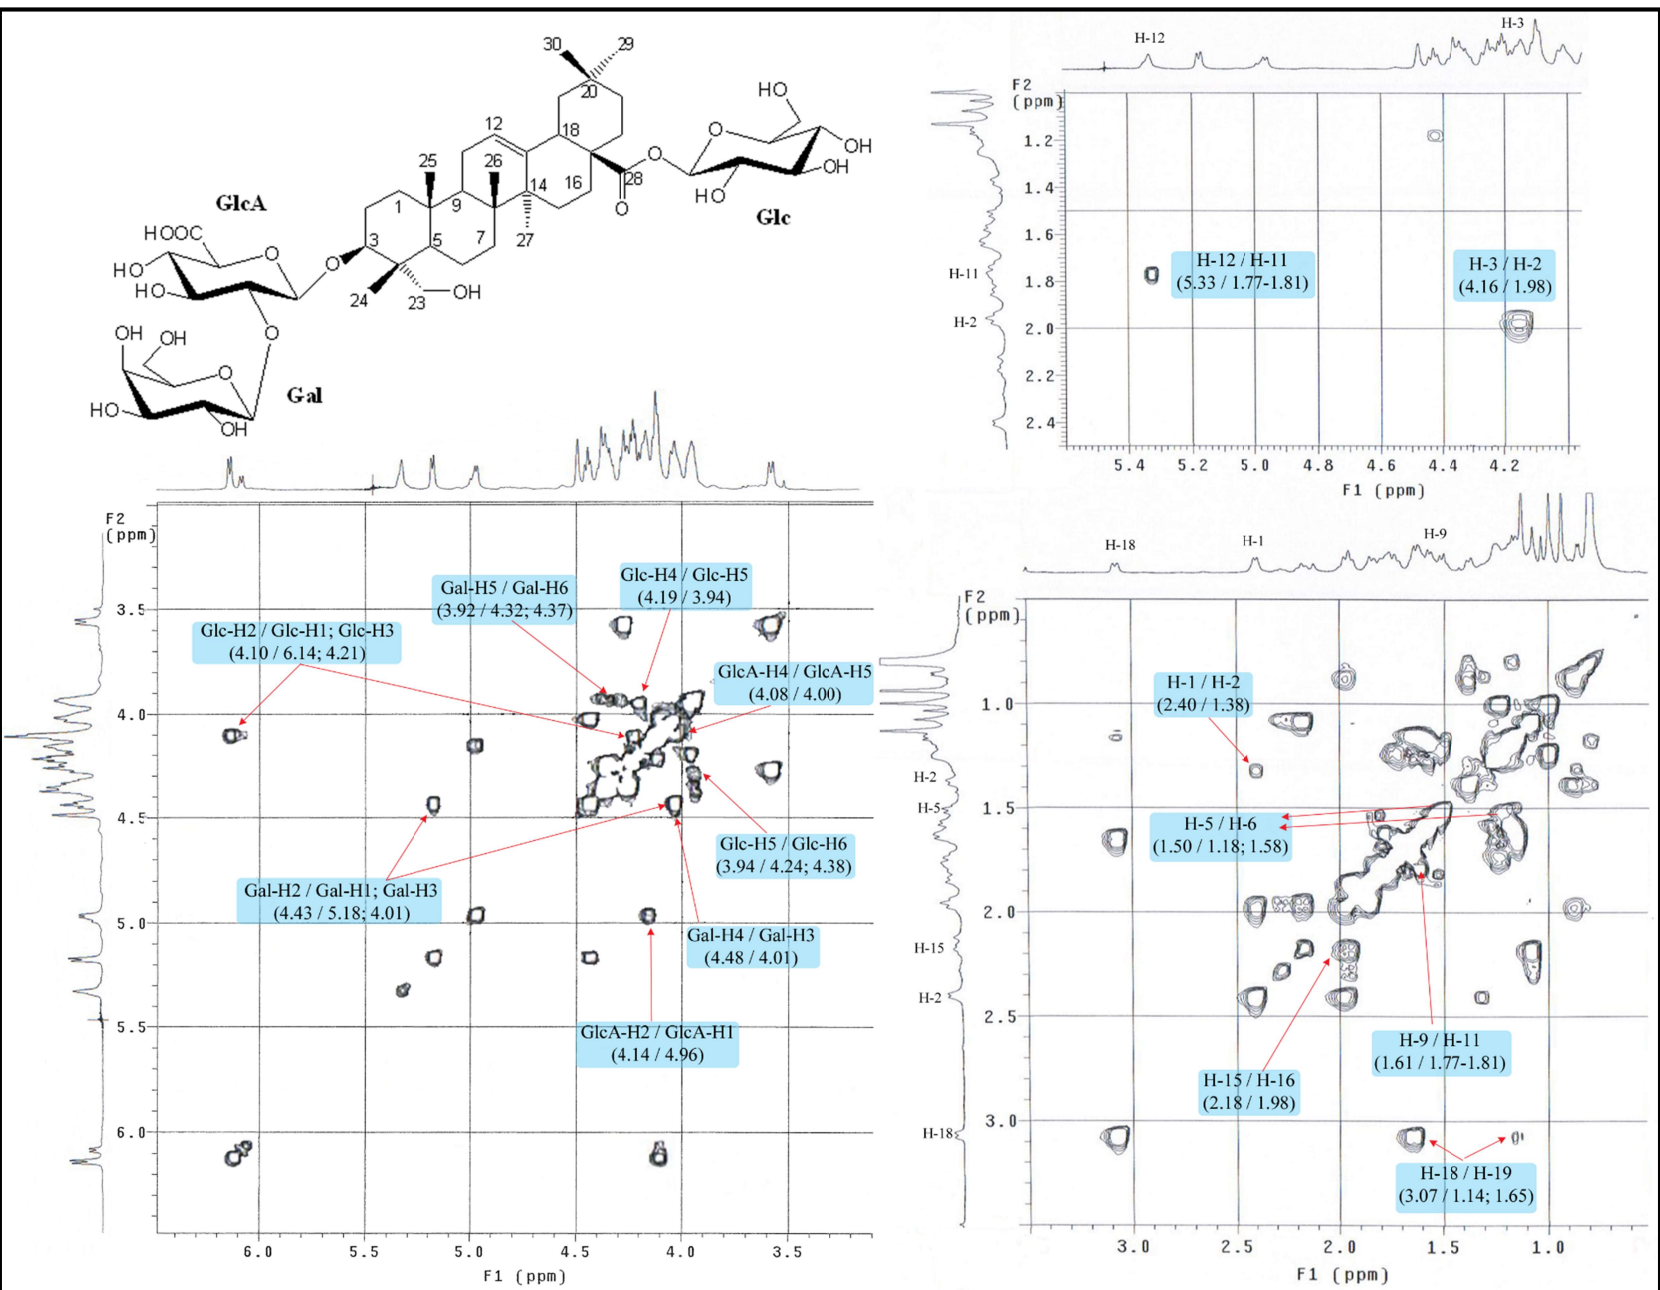 30
29
20
HO
12
18
O
OH
25
26
O
OH
GlcA
14
16
28
HO
1
9
O
Glc
HOOC
3
5
7
27
O
O
HO
HO
24
23
OH
O
OH
OH
O
Gal
HO
OH
H-12
H-3
F2
(ppm)
1.2
1.4
1.6
H-11
1.8
H-2
2.0
2.2
2.4
H-12 / H-11
(5.33 / 1.77-1.81)
H-3 / H-2
(4.16 / 1.98)
5.4 5.2 5.0 4.8 4.6 4.4 4.2
F1 (ppm)
F2
(ppm)
3.5
4.0
4.5
5.0
5.5
6.0
Gal-H5 / Gal-H6
(3.92 / 4.32; 4.37)
Glc-H4 / Glc-H5
(4.19 / 3.94)
Glc-H2 / Glc-H1; Glc-H3
(4.10 / 6.14; 4.21)
GlcA-H4 / GlcA-H5
(4.08 / 4.00)
Glc-H5 / Glc-H6
(3.94 / 4.24; 4.38)
Gal-H2 / Gal-H1; Gal-H3
(4.43 / 5.18; 4.01)
Gal-H4 / Gal-H3
(4.48 / 4.01)
GlcA-H2 / GlcA-H1
(4.14 / 4.96)
6.0 5.5 5.0 4.5 4.0 3.5
F1 (ppm)
H-18
H-1
H-9
F2
(ppm)
1.0
H-2
H-5
1.5
2.0
H-15
H-2
2.5
3.0
H-18
H-1 / H-2
(2.40 / 1.38)
H-5 / H-6
(1.50 / 1.18; 1.58)
H-9 / H-11
(1.61 / 1.77-1.81)
H-15 / H-16
(2.18 / 1.98)
H-18 / H-19
(3.07 / 1.14; 1.65)
3.0 2.5 2.0 1.5 1.0
F1 (ppm)